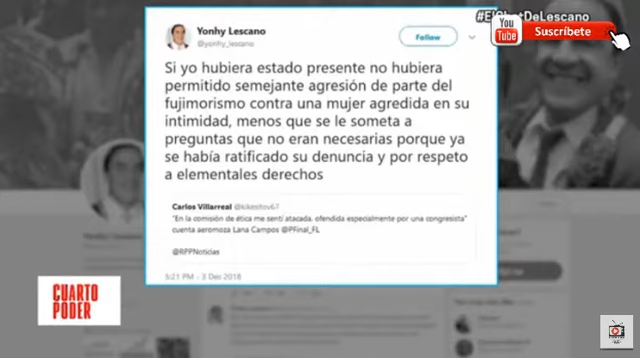 #ElChatDeLescano
You Tube
Suscríbete
Yonhy Lescano
@yonhy_lescano
Follow
Si yo hubiera estado presente no hubiera
permitido semejante agresión de parte del
fujimorismo contra una mujer agredida en su
intimidad, menos que se le someta a
preguntas que no eran necesarias porque ya
se había ratificado su denuncia y por respeto
a elementales derechos
Carlos Villarreal @kikesitov67
"En la comisión de ética me sentí atacada, ofendida especialmente por una congresista"
cuenta aeromoza Lana Campos @PFinal_FL
@RPPNoticias
5:21 PM - 3 Dec 2018
CUARTO
PODER